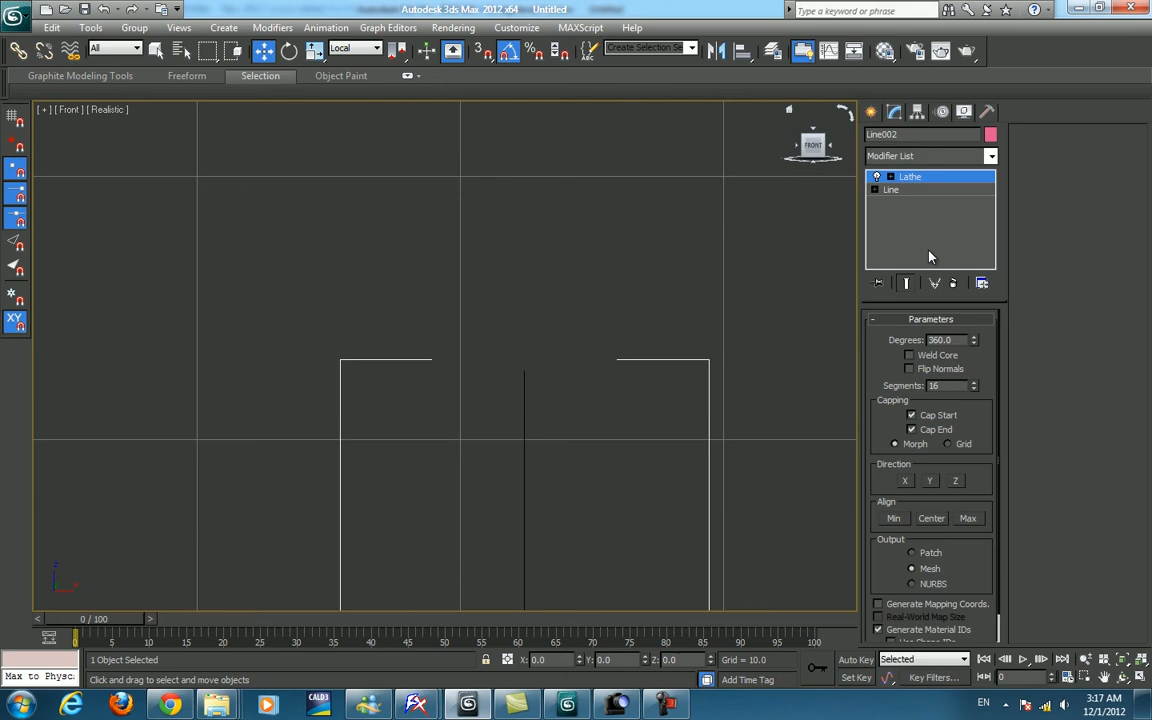 Autodesk 3ds Max 2012 x64 Untitled
Type a keyword or phrase
Edit Tools Group Views Create Modifiers Animation Graph Editors Rendering Customize MAXScript Help
All Local Create Selection Se
Graphite Modeling Tools Freeform Selection Object Paint
[ + ] [ Front ] [ Realistic ]
FRONT
Line002
Modifier List
Lathe
Line
Parameters
Degrees: 360.0
Weld Core
Flip Normals
Segments: 16
Capping
Cap Start
Cap End
Morph Grid
Direction
X Y Z
Align
Min Center Max
Output
Patch
Mesh
NURBS
Generate Mapping Coords.
Real-World Map Size
Generate Material IDs
XY
z
x
0 / 100
0 5 10 15 20 25 30 35 40 45 50 55 60 65 70 75 80 85 90 95 100
1 Object Selected X: 0.0 Y: 0.0 Z: 0.0 Grid = 10.0 Auto Key Selected
Max to Physc: Click and drag to select and move objects Add Time Tag Set Key Key Filters... 0
CALD3
EN 3:17 AM
12/1/2012